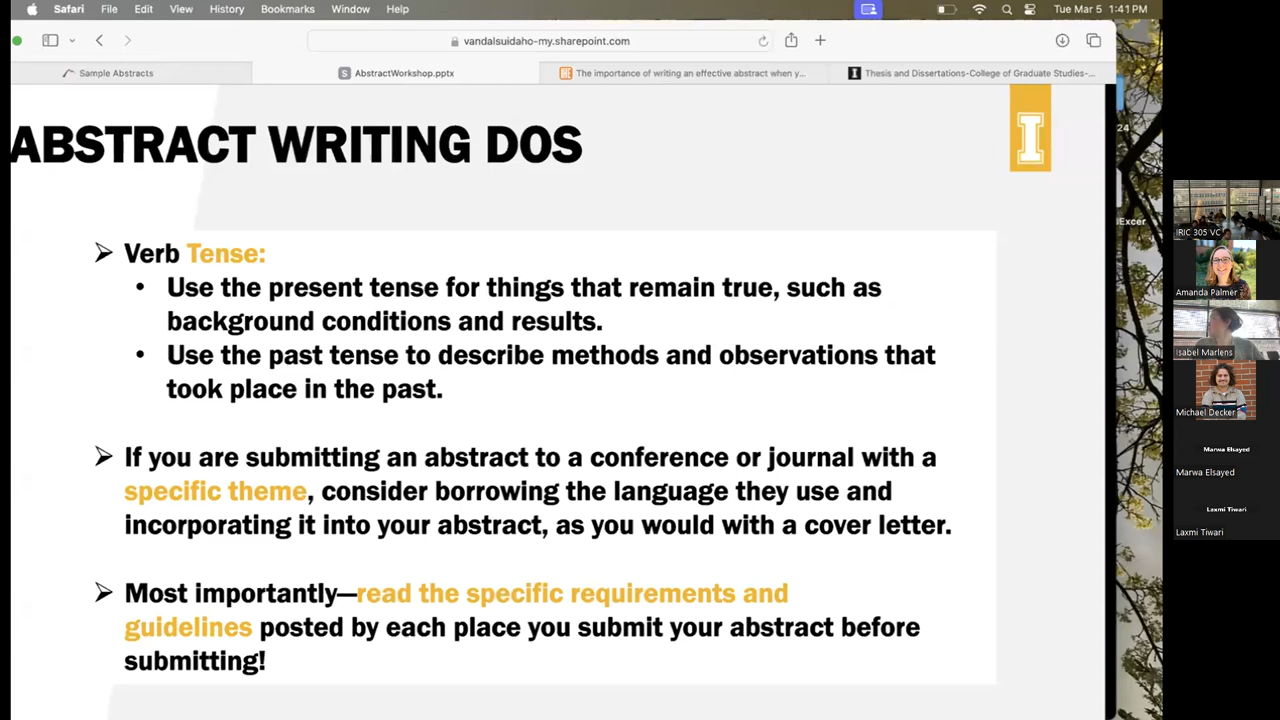 Safari File Edit View History Bookmarks Window Help Tue Mar 5 1:41 PM
vandalsuidaho-my.sharepoint.com
Sample Abstracts
AbstractWorkshop.pptx
The importance of writing an effective abstract when y...
Thesis and Dissertations-College of Graduate Studies-...
ABSTRACT WRITING DOS
I
24
Excer
Verb Tense:
• Use the present tense for things that remain true, such as
background conditions and results.
• Use the past tense to describe methods and observations that
took place in the past.
If you are submitting an abstract to a conference or journal with a
specific theme, consider borrowing the language they use and
incorporating it into your abstract, as you would with a cover letter.
Most importantly—read the specific requirements and
guidelines posted by each place you submit your abstract before
submitting!
IRIC 305 VC
Amanda Palmer
Isabel Marlens
Michael Decker
Marwa Elsayed
Marwa Elsayed
Laxmi Tiwari
Laxmi Tiwari